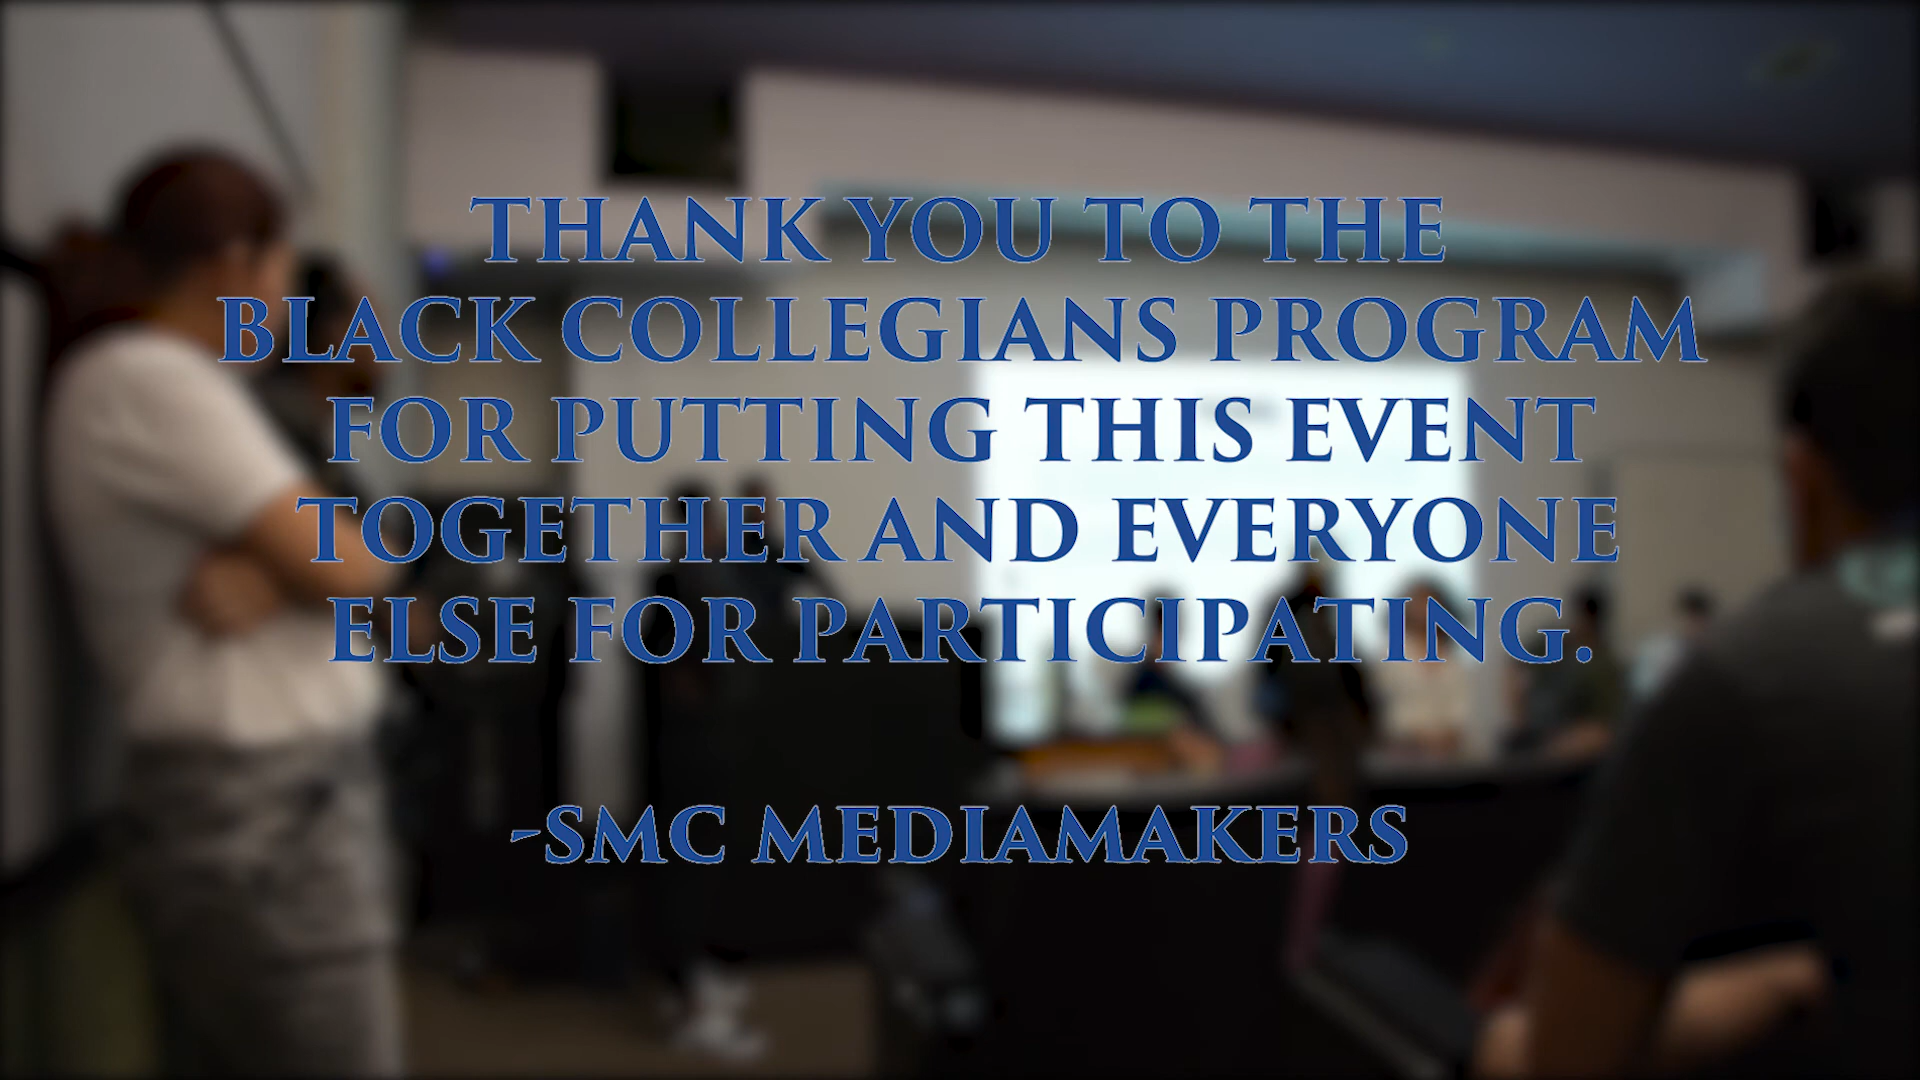 THANK YOU TO THE
BLACK COLLEGIANS PROGRAM
FOR PUTTING THIS EVENT
TOGETHER AND EVERYONE
ELSE FOR PARTICIPATING.
-SMC MEDIAMAKERS